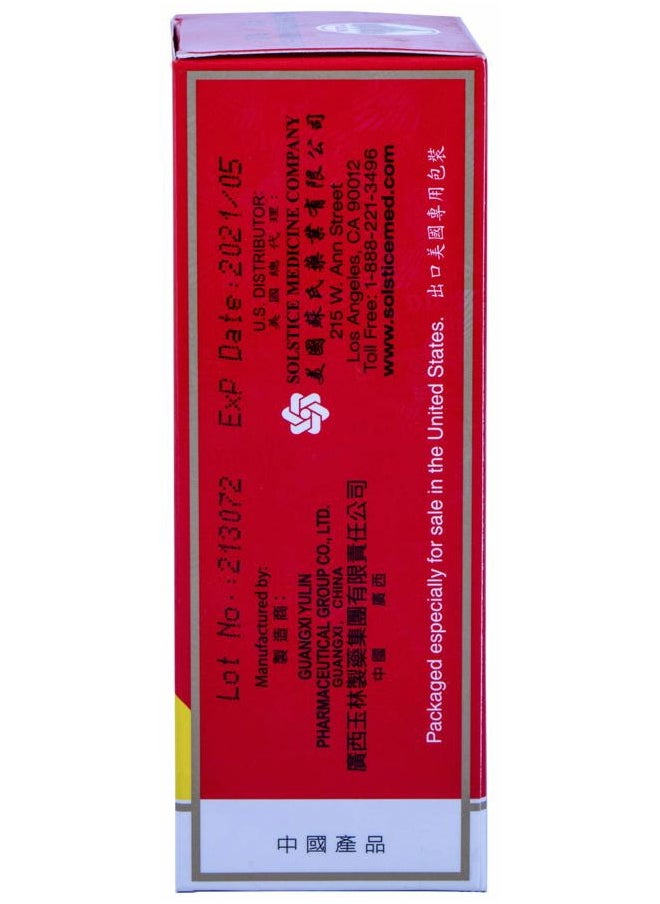 Lot No.:213072 ExP Date:2021/05
Manufactured by:
製造商：
GUANGXI YULIN
PHARMACEUTICAL GROUP CO., LTD.
GUANGXI, CHINA
廣西玉林製藥集團有限責任公司
中國 廣西
U.S. DISTRIBUTOR:
美國總代理：
SOLSTICE MEDICINE COMPANY
美國蘇氏藥業有限公司
215 W. Ann Street
Los Angeles, CA 90012
Toll Free: 1-888-221-3496
www.solsticemed.com
Packaged especially for sale in the United States. 出口美國專用包裝
中國產品